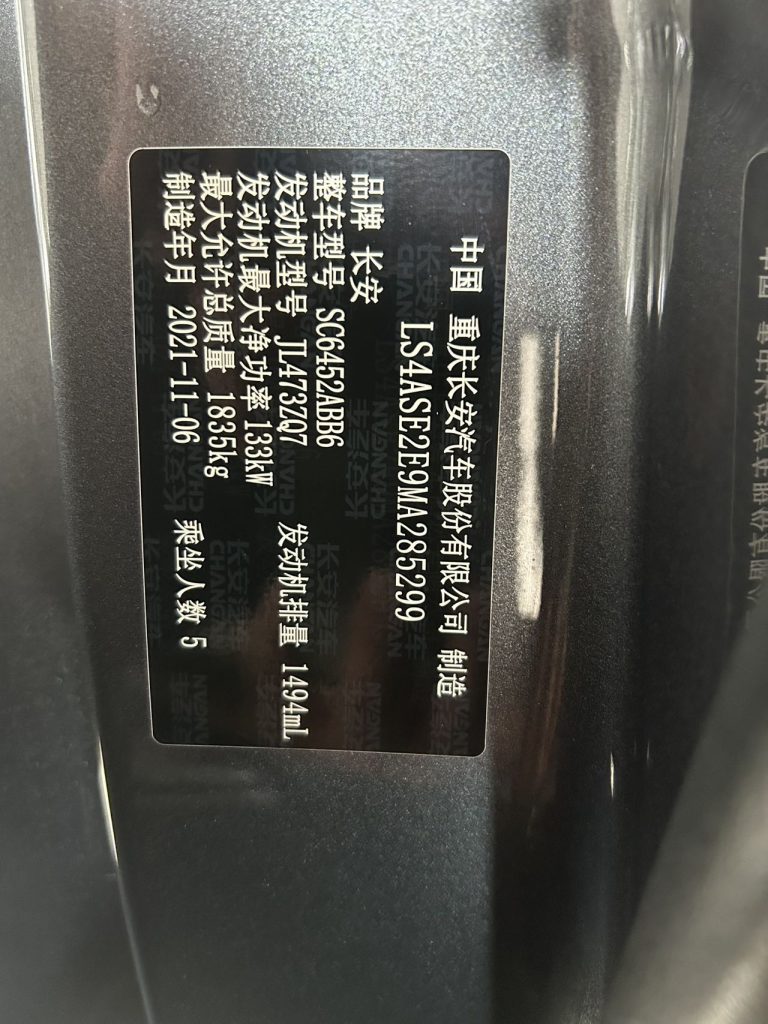 中国 重庆长安汽车股份有限公司 制造
LS4ASE2E9MA285299
品牌 长安
整车型号 SC6452ABB6
发动机型号 JL473ZQ7 发动机排量 1494mL
发动机最大净功率 133kW
最大允许总质量 1835kg
制造年月 2021-11-06 乘坐人数 5